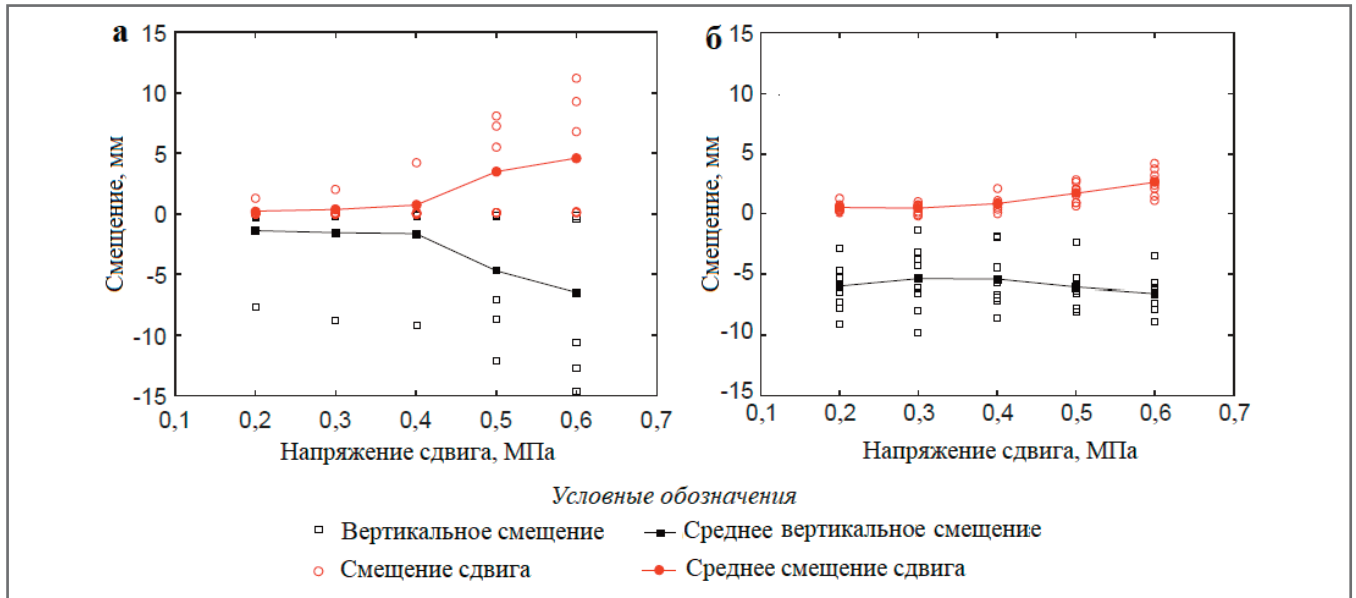 а
15
10
5
0
-5
-10
-15
Смещение, мм
0,1 0,2 0,3 0,4 0,5 0,6 0,7
Напряжение сдвига, МПа
б
15
10
5
0
-5
-10
-15
Смещение, мм
0,1 0,2 0,3 0,4 0,5 0,6 0,7
Напряжение сдвига, МПа
Условные обозначения
Вертикальное смещение
Среднее вертикальное смещение
Смещение сдвига
Среднее смещение сдвига